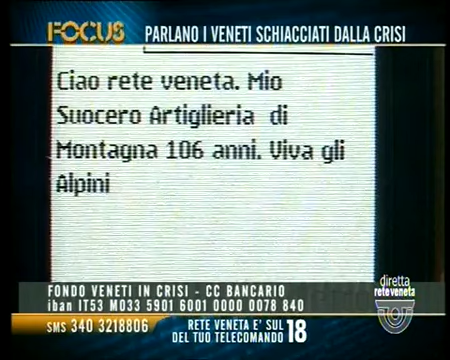 FOCUS
PARLANO I VENETI SCHIACCIATI DALLA CRISI
Ciao rete veneta. Mio
Suocero Artiglieria di
Montagna 106 anni. Viva gli
Alpini
diretta
reteveneta
FONDO VENETI IN CRISI - CC BANCARIO
iban IT53 M033 5901 6001 0000 0078 840
SMS 340 3218806
RETE VENETA E' SUL
DEL TUO TELECOMANDO 18